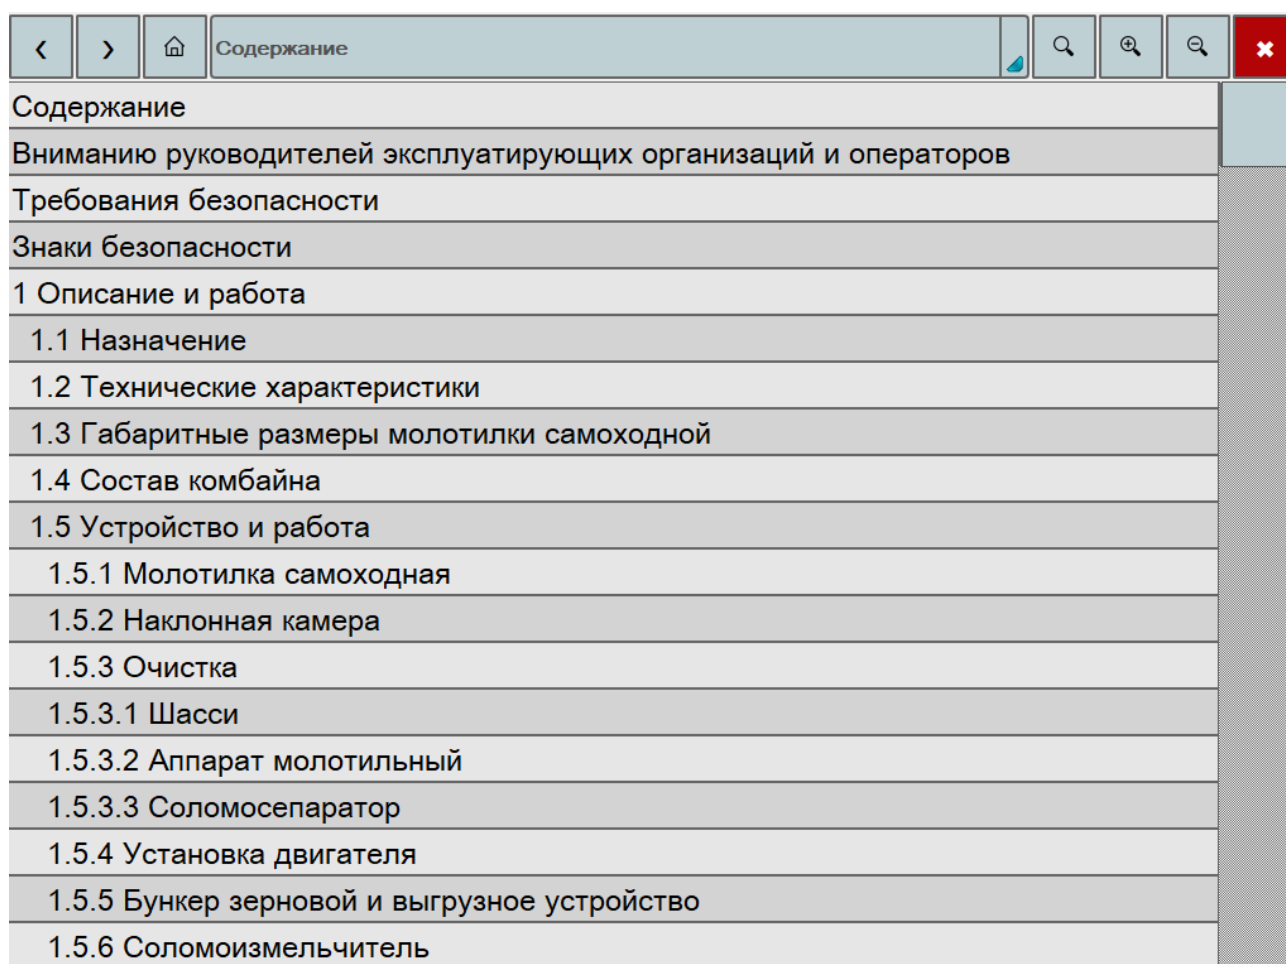 Содержание
Содержание
Вниманию руководителей эксплуатирующих организаций и операторов
Требования безопасности
Знаки безопасности
1 Описание и работа
1.1 Назначение
1.2 Технические характеристики
1.3 Габаритные размеры молотилки самоходной
1.4 Состав комбайна
1.5 Устройство и работа
1.5.1 Молотилка самоходная
1.5.2 Наклонная камера
1.5.3 Очистка
1.5.3.1 Шасси
1.5.3.2 Аппарат молотильный
1.5.3.3 Соломосепаратор
1.5.4 Установка двигателя
1.5.5 Бункер зерновой и выгрузное устройство
1.5.6 Соломоизмельчитель